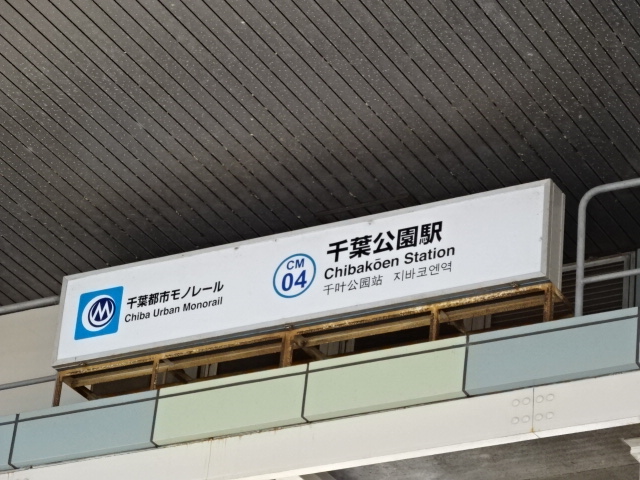 千葉都市モノレール
Chiba Urban Monorail
CM
04
千葉公園駅
Chibakōen Station
千叶公园站 지바코엔역